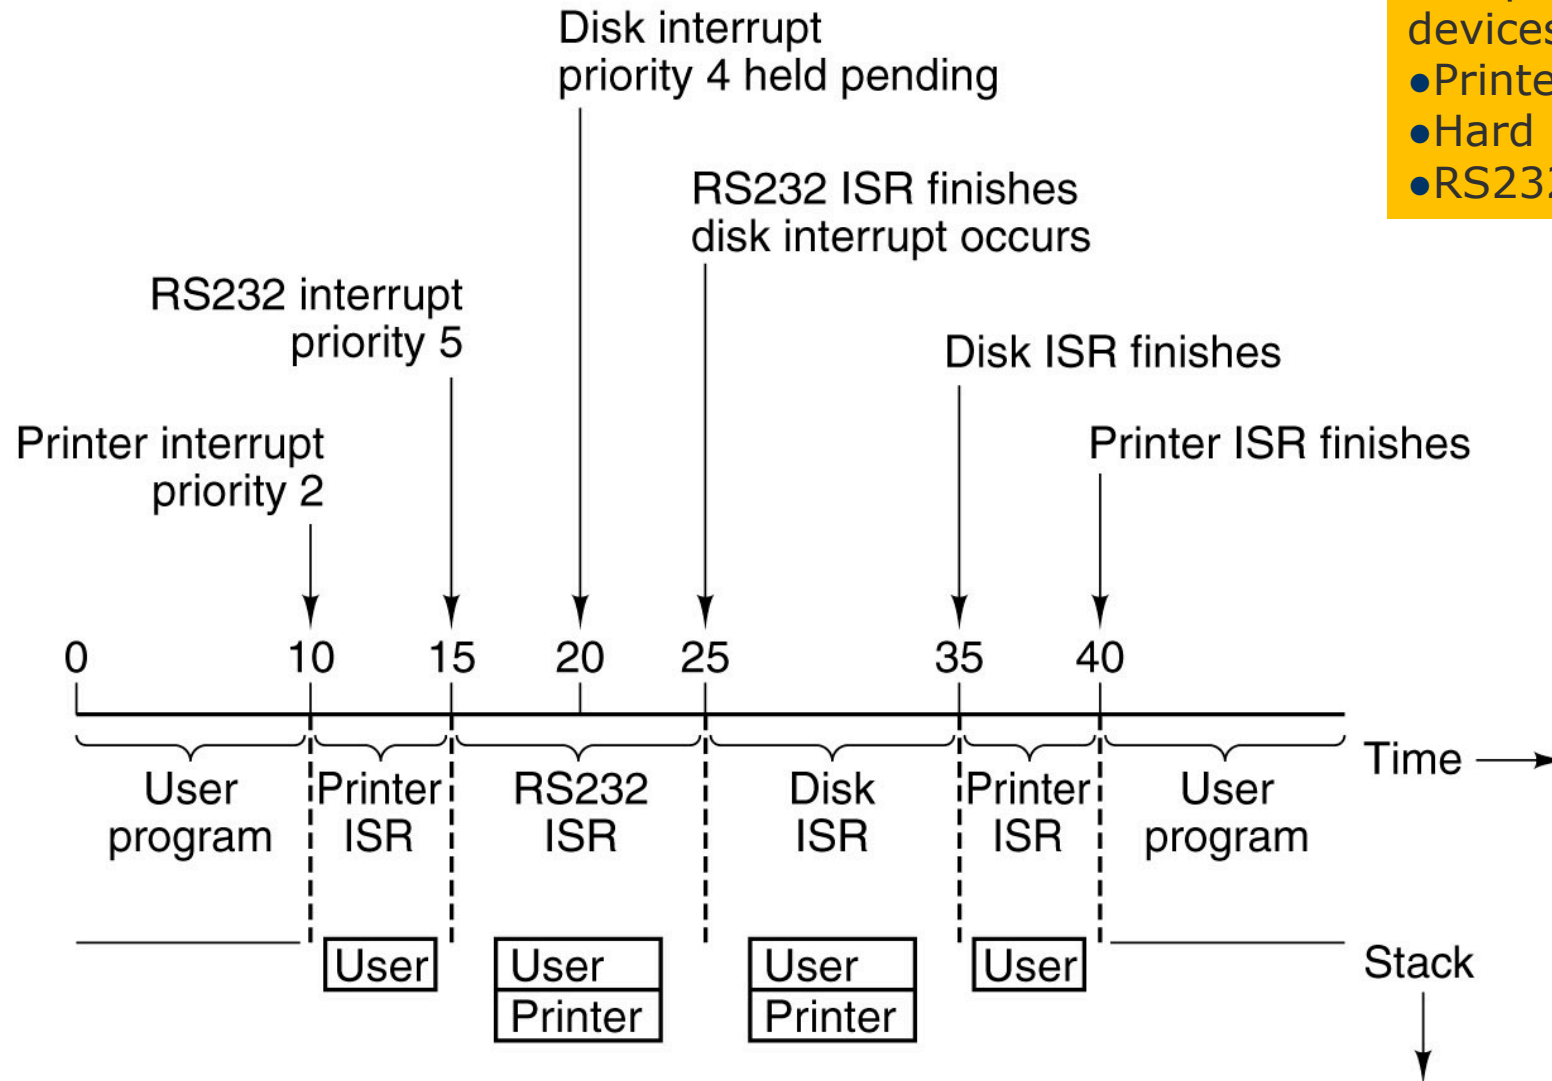 Disk interrupt
priority 4 held pending
devices
•Printe
•Hard
•RS232
RS232 ISR finishes
disk interrupt occurs
RS232 interrupt
priority 5
Disk ISR finishes
Printer interrupt
priority 2
Printer ISR finishes
0 10 15 20 25 35 40
Time
User program
Printer ISR
RS232 ISR
Disk ISR
Printer ISR
User program
User
User
Printer
User
Printer
User
Stack